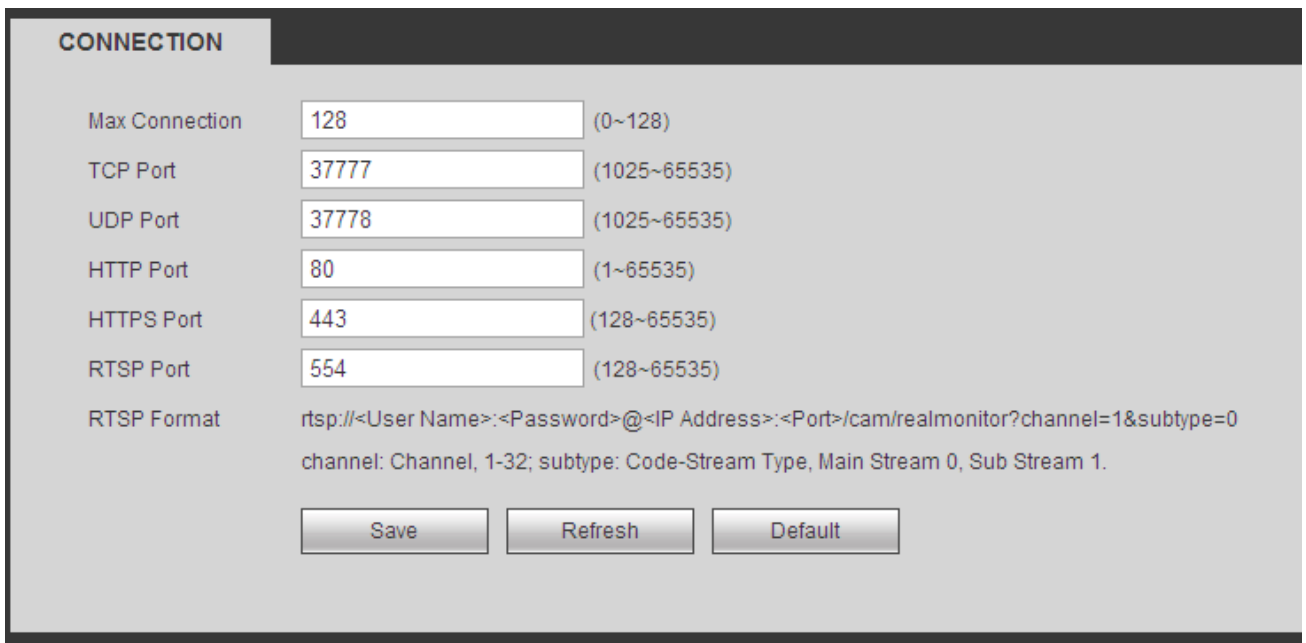 CONNECTION
Max Connection 128 (0~128)
TCP Port 37777 (1025~65535)
UDP Port 37778 (1025~65535)
HTTP Port 80 (1~65535)
HTTPS Port 443 (128~65535)
RTSP Port 554 (128~65535)
RTSP Format rtsp://<User Name>:<Password>@<IP Address>:<Port>/cam/realmonitor?channel=1&subtype=0
channel: Channel, 1-32; subtype: Code-Stream Type, Main Stream 0, Sub Stream 1.
Save Refresh Default